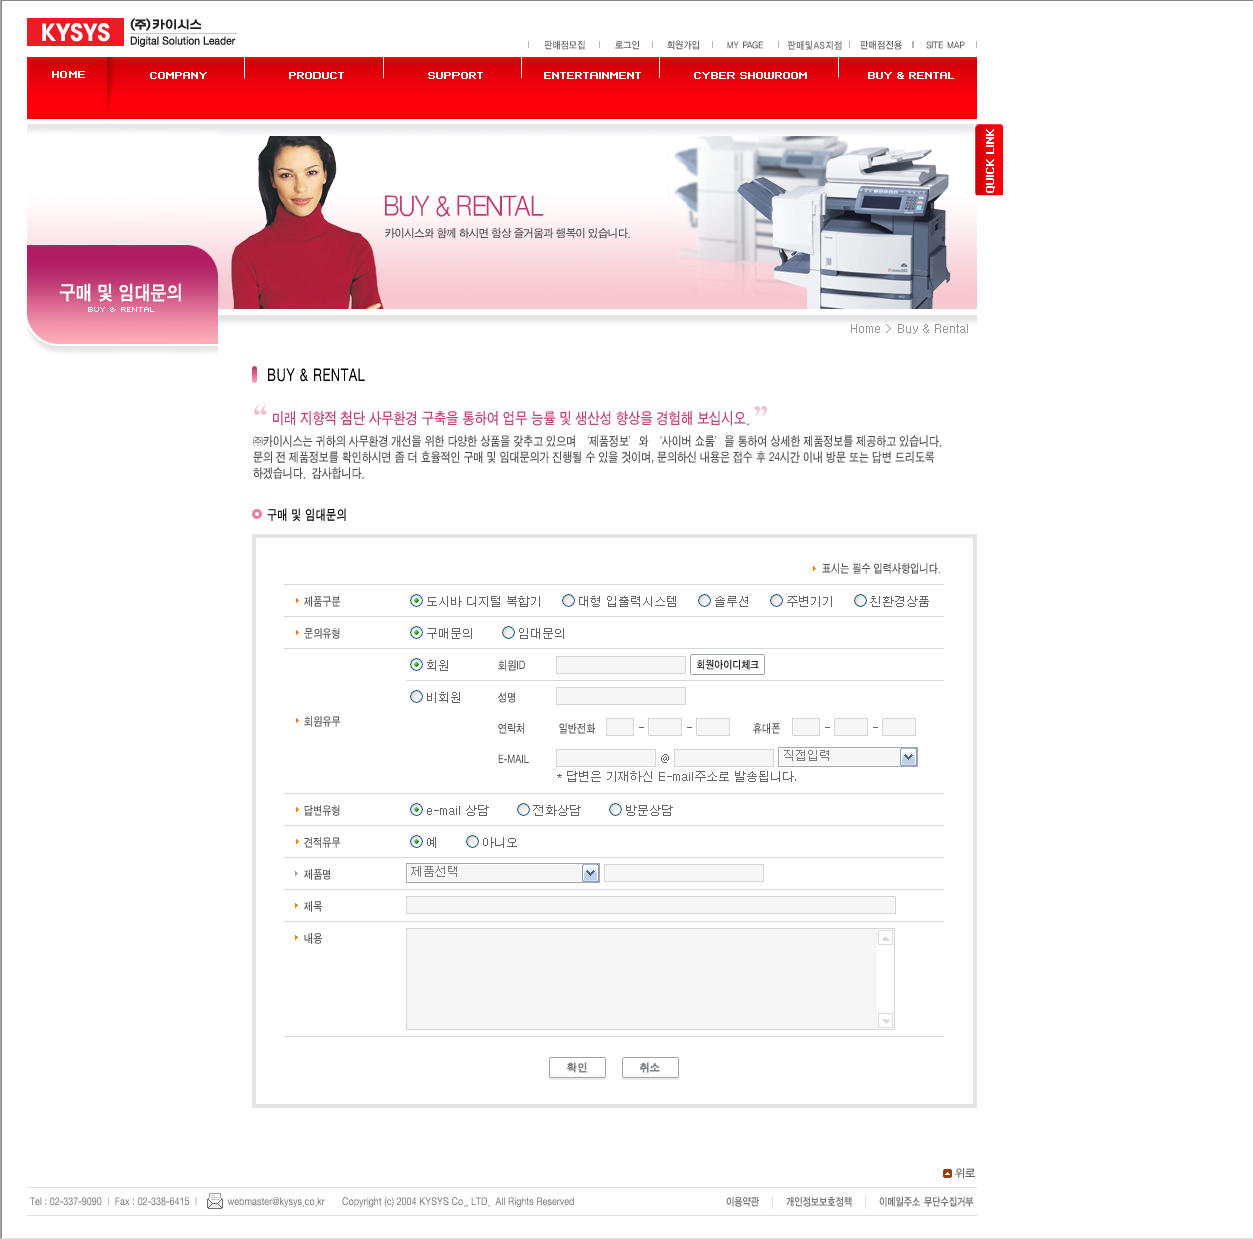 KYSYS (주)카이시스
Digital Solution Leader
판매점모집 로그인 회원가입 MY PAGE 판매및AS지점 판매점전용 SITE MAP
HOME COMPANY PRODUCT SUPPORT ENTERTAINMENT CYBER SHOWROOM BUY & RENTAL
QUICK LINK
BUY & RENTAL
카이시스와 함께 하시면 항상 즐거움과 행복이 있습니다.
구매 및 임대문의
BUY & RENTAL
Home > Buy & Rental
BUY & RENTAL
“ 미래 지향적 첨단 사무환경 구축을 통하여 업무 능률 및 생산성 향상을 경험해 보십시오. ”
㈜카이시스는 귀하의 사무환경 개선을 위한 다양한 상품을 갖추고 있으며 ‘제품정보’ 와 ‘사이버 쇼룸’ 을 통하여 상세한 제품정보를 제공하고 있습니다.
문의 전 제품정보를 확인하시면 좀 더 효율적인 구매 및 임대문의가 진행될 수 있을 것이며, 문의하신 내용은 접수 후 24시간 이내 방문 또는 답변 드리도록
하겠습니다. 감사합니다.
구매 및 임대문의
표시는 필수 입력사항입니다.
제품구분 도시바 디지털 복합기 대형 입출력시스템 솔루션 주변기기 친환경상품
문의유형 구매문의 임대문의
회원 회원ID 회원아이디체크
비회원 성명
회원유무
연락처 일반전화 - - 휴대폰 - -
E-MAIL @ 직접입력
* 답변은 기재하신 E-mail주소로 발송됩니다.
답변유형 e-mail 상담 전화상담 방문상담
견적유무 예 아니오
제품명 제품선택
제목
내용
확인 취소
위로
Tel : 02-337-9090 | Fax : 02-338-6415 | webmaster@kysys.co.kr Copyright (c) 2004 KYSYS Co., LTD. All Rights Reserved 이용약관 | 개인정보보호정책 | 이메일주소 무단수집거부